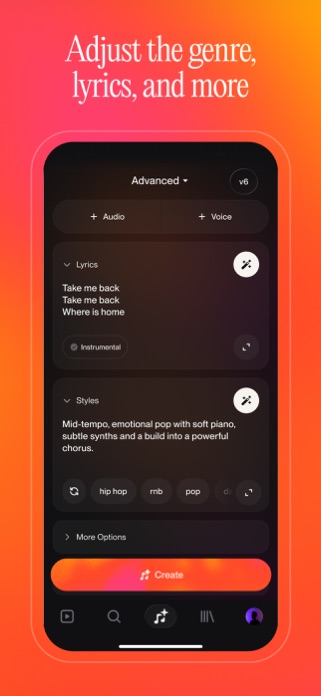 Adjust the genre,
lyrics, and more
Advanced
v6
+ Audio
+ Voice
Lyrics
Take me back
Take me back
Where is home
Instrumental
Styles
Mid-tempo, emotional pop with soft piano,
subtle synths and a build into a powerful
chorus.
hip hop
rnb
pop
More Options
Create